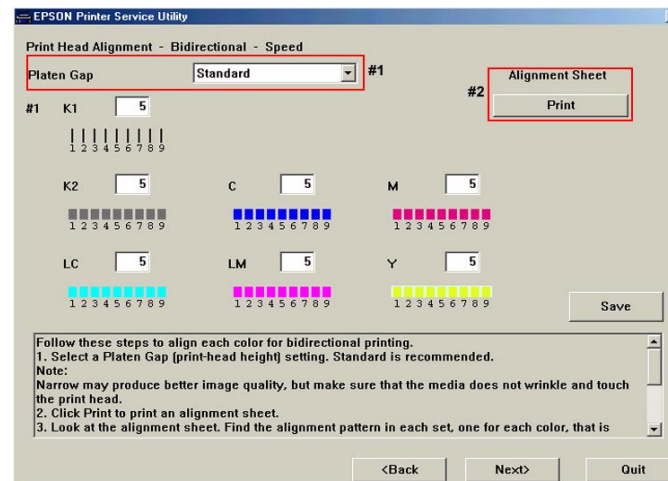 EPSON Printer Service Utility
Print Head Alignment - Bidirectional - Speed
Platen Gap Standard #1
Alignment Sheet
#2 Print
#1 K1 5
1 2 3 4 5 6 7 8 9
K2 5 C 5 M 5
1 2 3 4 5 6 7 8 9 1 2 3 4 5 6 7 8 9 1 2 3 4 5 6 7 8 9
LC 5 LM 5 Y 5
1 2 3 4 5 6 7 8 9 1 2 3 4 5 6 7 8 9 1 2 3 4 5 6 7 8 9
Save
Follow these steps to align each color for bidirectional printing.
1. Select a Platen Gap (print-head height) setting. Standard is recommended.
Note:
Narrow may produce better image quality, but make sure that the media does not wrinkle and touch
the print head.
2. Click Print to print an alignment sheet.
3. Look at the alignment sheet. Find the alignment pattern in each set, one for each color, that is
<Back Next> Quit